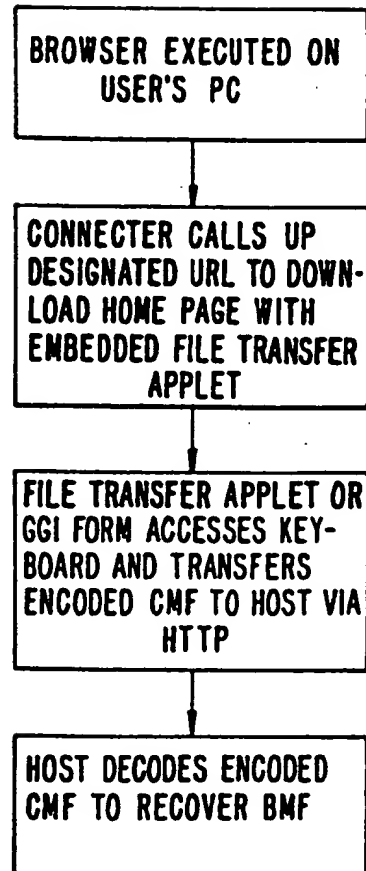 BROWSER EXECUTED ON
USER'S PC
CONNECTER CALLS UP
DESIGNATED URL TO DOWN-
LOAD HOME PAGE WITH
EMBEDDED FILE TRANSFER
APPLET
FILE TRANSFER APPLET OR
GGI FORM ACCESSES KEY-
BOARD AND TRANSFERS
ENCODED CMF TO HOST VIA
HTTP
HOST DECODES ENCODED
CMF TO RECOVER BMF